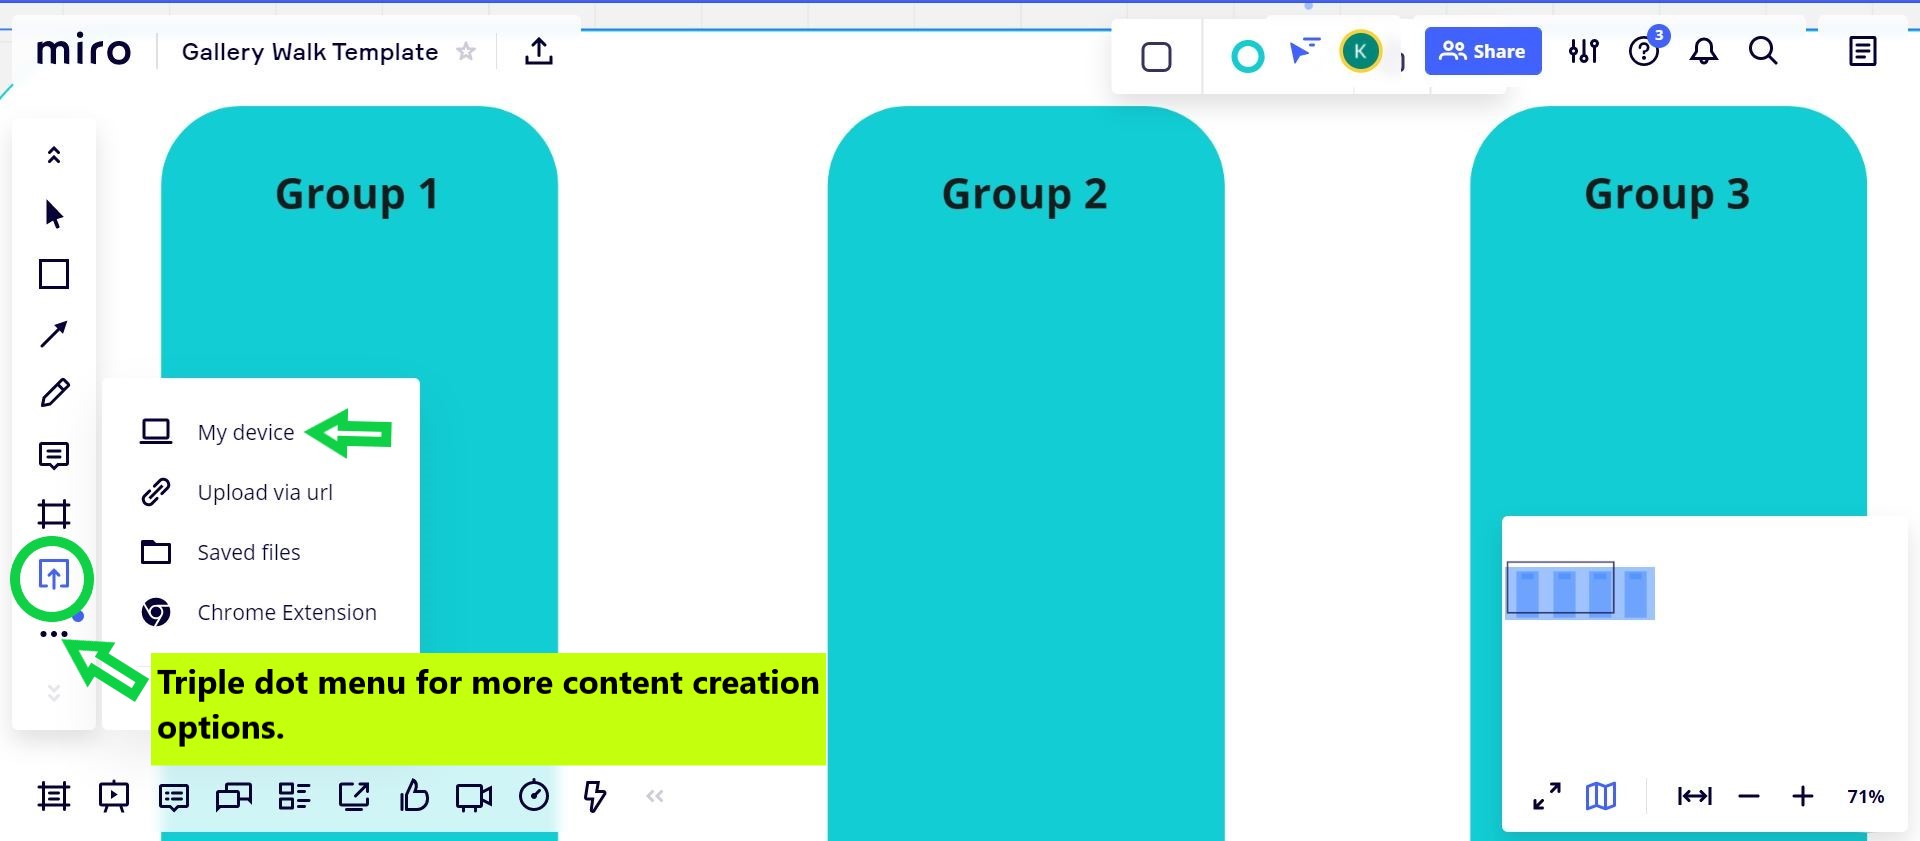 miro
Gallery Walk Template
K
Share
3
Group 1
Group 2
Group 3
My device
Upload via url
Saved files
Chrome Extension
Triple dot menu for more content creation
options.
71%